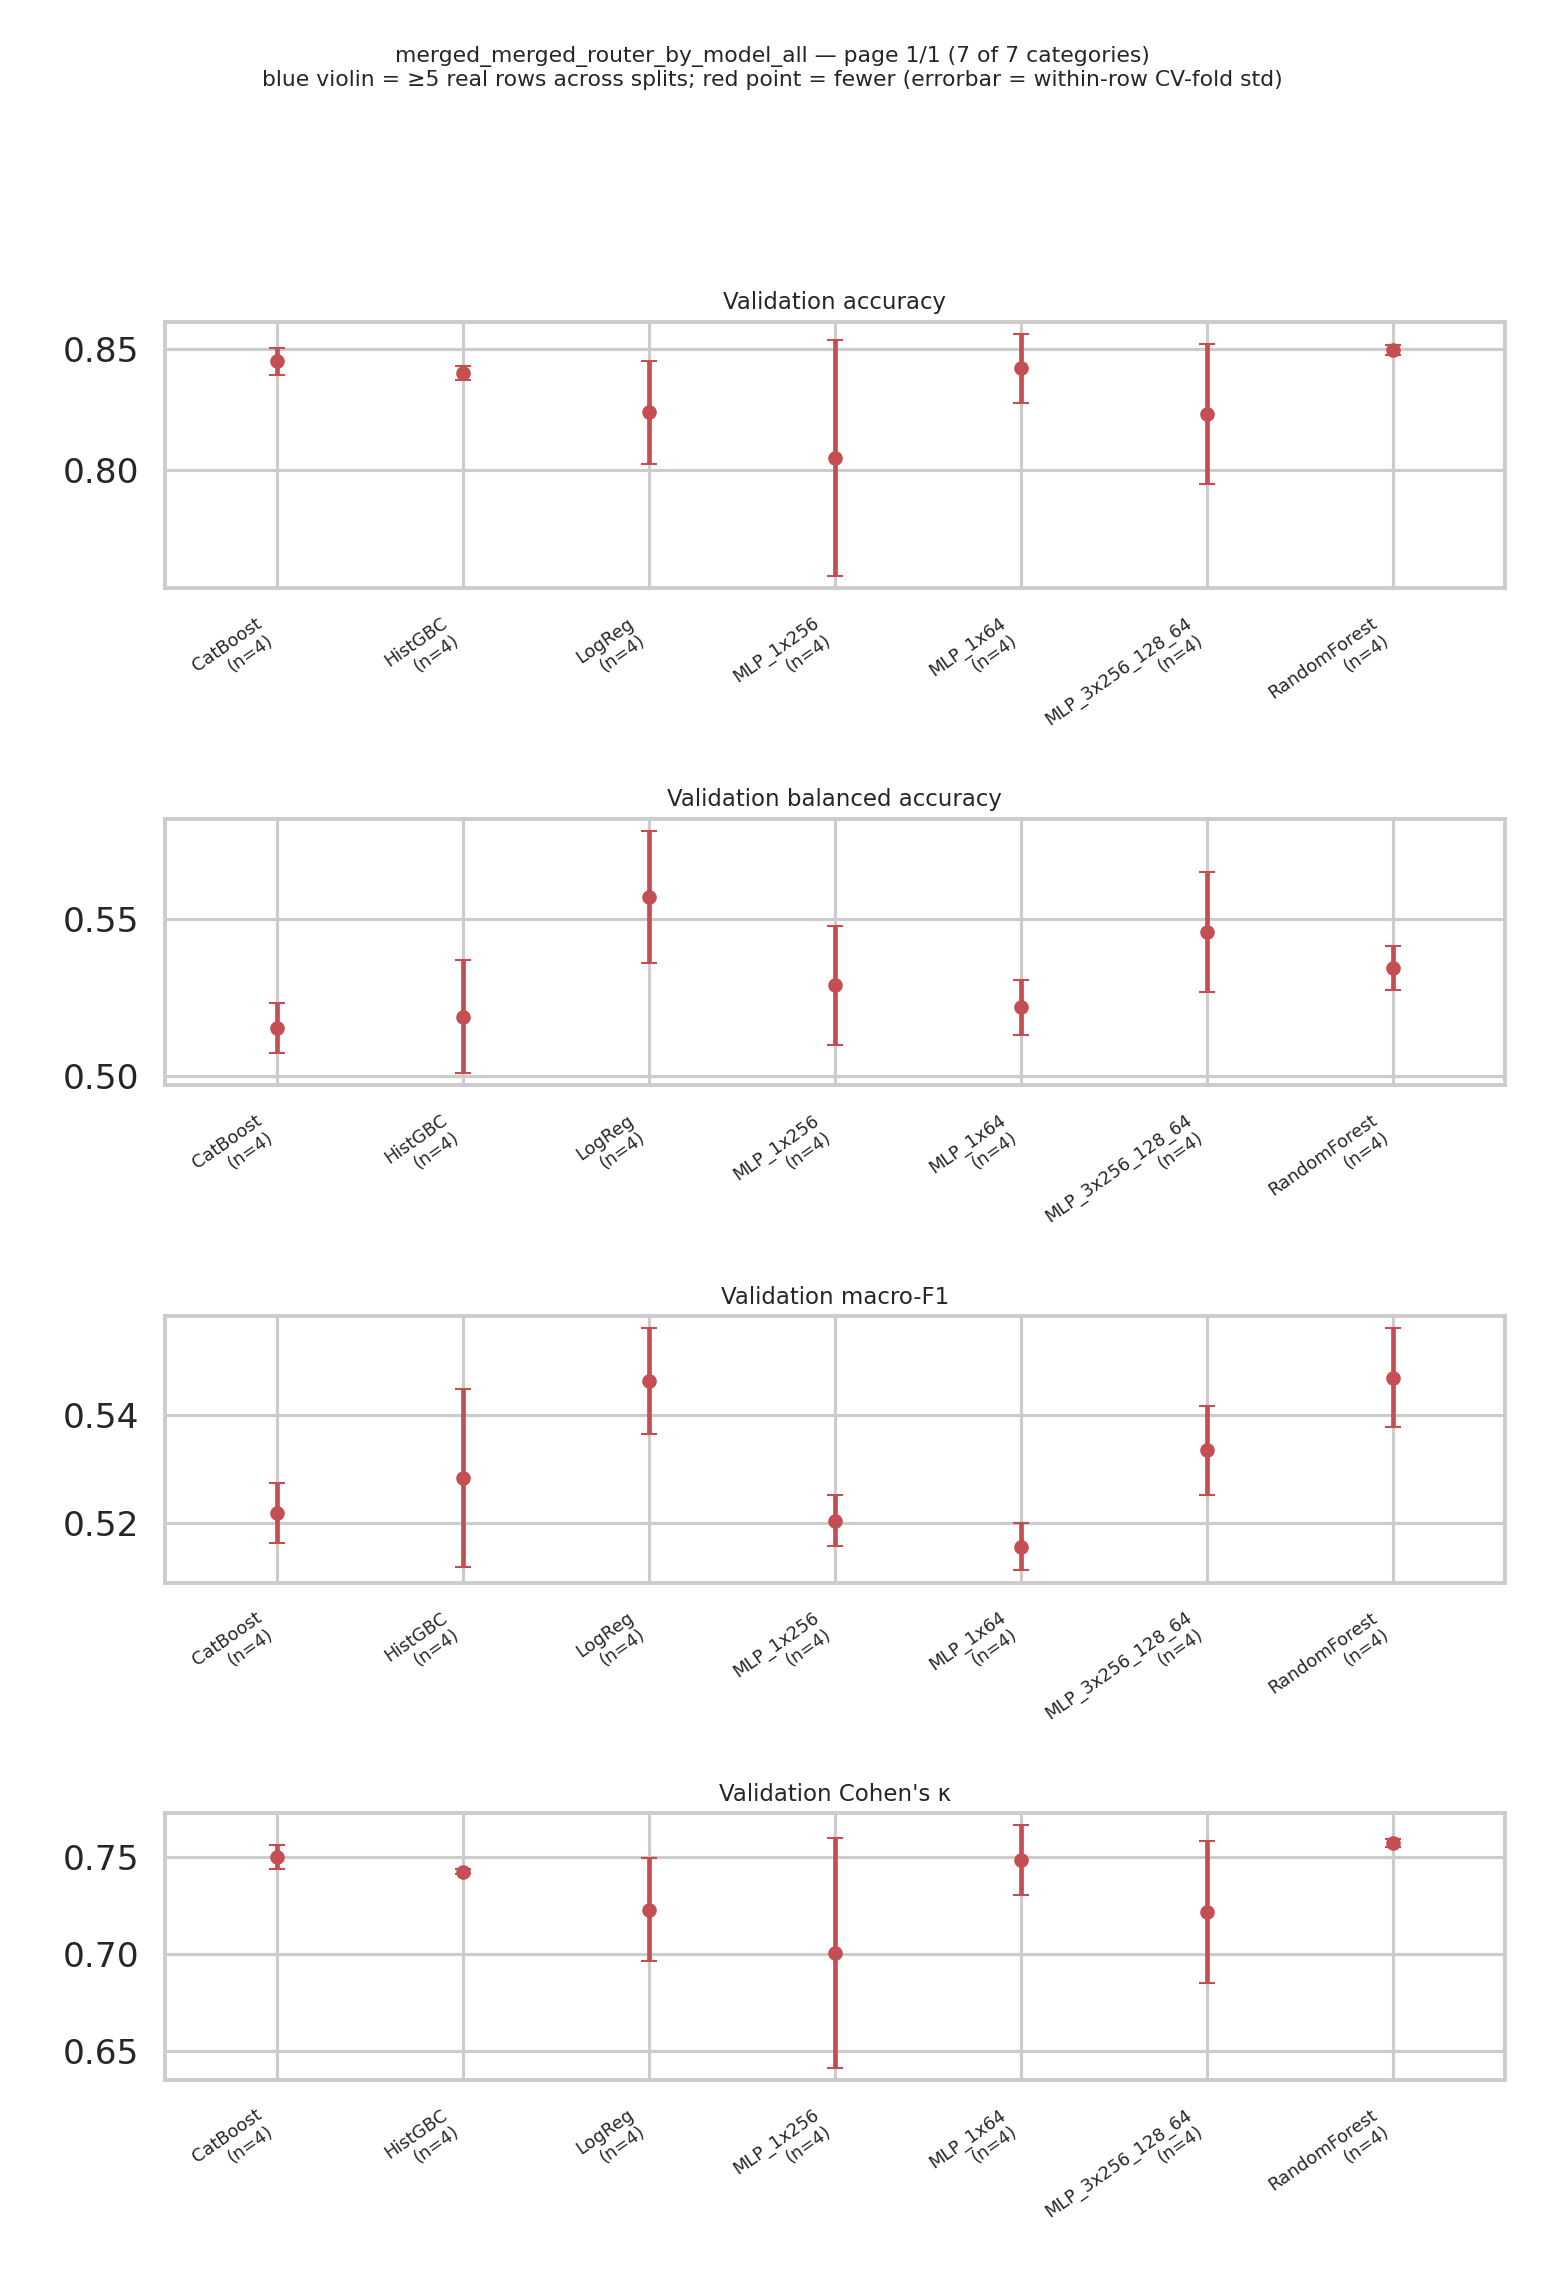 merged_merged_router_by_model_all — page 1/1 (7 of 7 categories)
blue violin = ≥5 real rows across splits; red point = fewer (errorbar = within-row CV-fold std)
Validation accuracy
0.85
0.80
CatBoost
(n=4)
HistGBC
(n=4)
LogReg
(n=4)
MLP_1x256
(n=4)
MLP_1x64
(n=4)
MLP_3x256_128_64
(n=4)
RandomForest
(n=4)
Validation balanced accuracy
0.55
0.50
CatBoost
(n=4)
HistGBC
(n=4)
LogReg
(n=4)
MLP_1x256
(n=4)
MLP_1x64
(n=4)
MLP_3x256_128_64
(n=4)
RandomForest
(n=4)
Validation macro-F1
0.54
0.52
CatBoost
(n=4)
HistGBC
(n=4)
LogReg
(n=4)
MLP_1x256
(n=4)
MLP_1x64
(n=4)
MLP_3x256_128_64
(n=4)
RandomForest
(n=4)
Validation Cohen's κ
0.75
0.70
0.65
CatBoost
(n=4)
HistGBC
(n=4)
LogReg
(n=4)
MLP_1x256
(n=4)
MLP_1x64
(n=4)
MLP_3x256_128_64
(n=4)
RandomForest
(n=4)